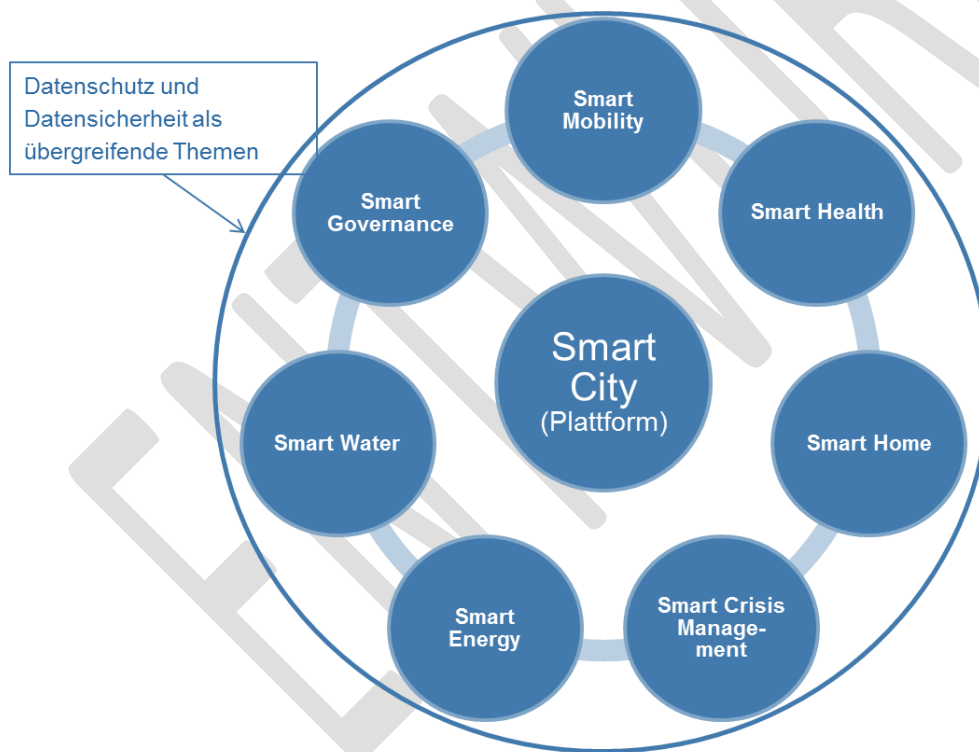 Datenschutz und
Datensicherheit als
übergreifende Themen
Smart
Mobility
Smart
Governance
Smart Health
Smart
City
(Plattform)
Smart Water
Smart Home
Smart
Energy
Smart Crisis
Manage-
ment